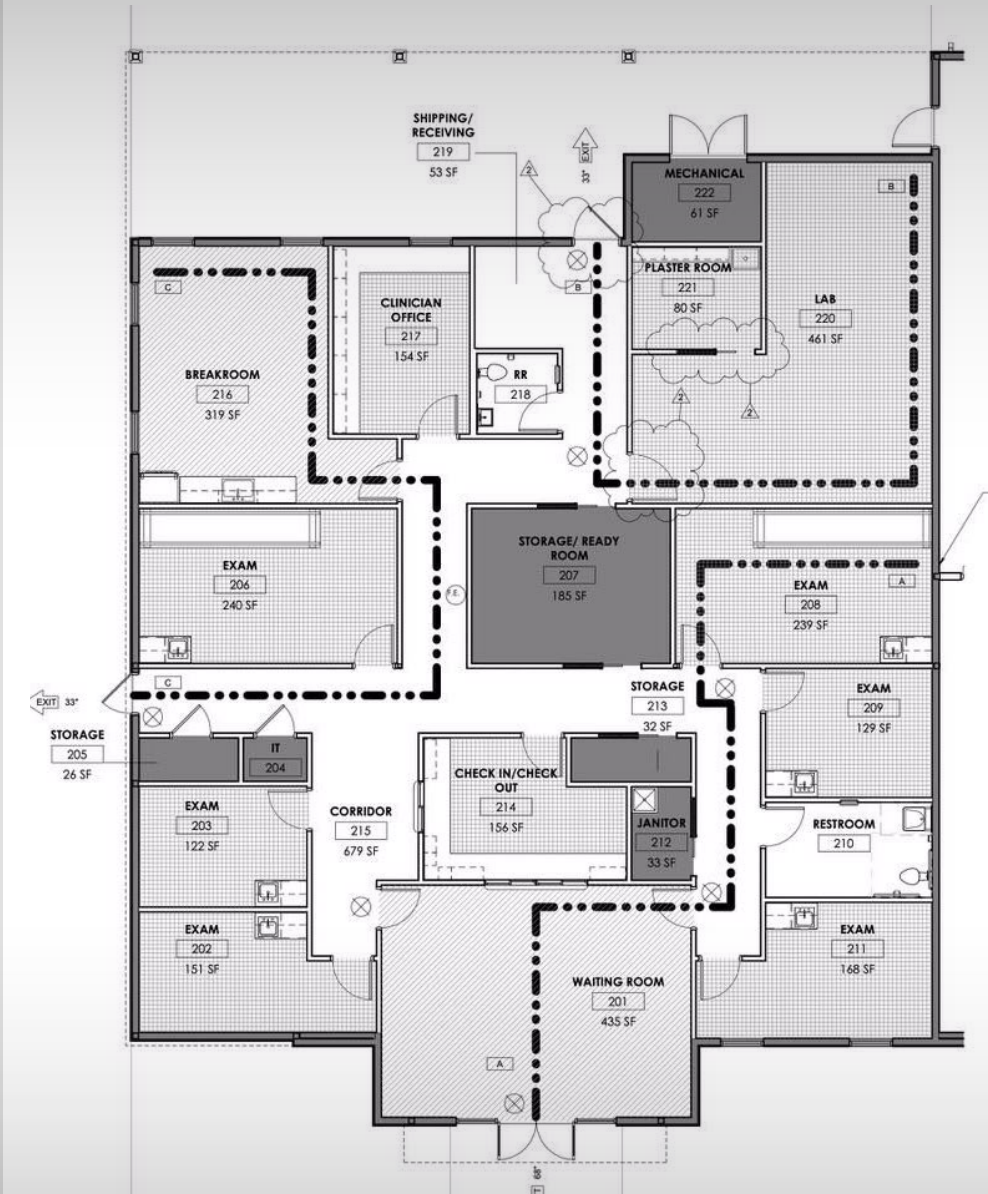 SHIPPING/
RECEIVING
219
53 SF
2
EXIT
33"
MECHANICAL
222
61 SF
B
C
B
PLASTER ROOM
221
80 SF
LAB
220
461 SF
CLINICIAN
OFFICE
217
154 SF
BREAKROOM
216
319 SF
RR
218
2
2
STORAGE/ READY
ROOM
207
185 SF
EXAM
206
240 SF
F.E.
EXAM
208
239 SF
A
C
EXIT 33"
STORAGE
205
26 SF
IT
204
STORAGE
213
32 SF
EXAM
209
129 SF
CHECK IN/CHECK
OUT
214
156 SF
EXAM
203
122 SF
CORRIDOR
215
679 SF
JANITOR
212
33 SF
RESTROOM
210
EXAM
202
151 SF
EXAM
211
168 SF
WAITING ROOM
201
435 SF
A
68"